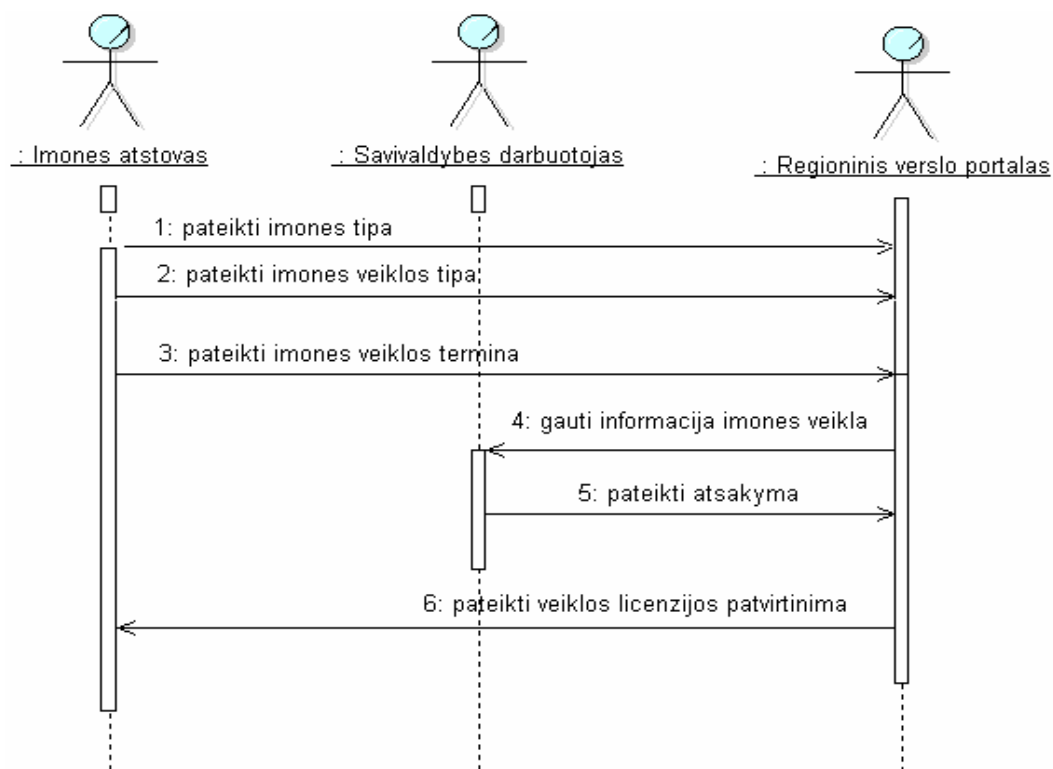 : Imones atstovas
: Savivaldybes darbuotojas
: Regioninis verslo portalas
1: pateikti imones tipa
2: pateikti imones veiklos tipa
3: pateikti imones veiklos termina
4: gauti informacija imones veikla
5: pateikti atsakyma
6: pateikti veiklos licenzijos patvirtinima